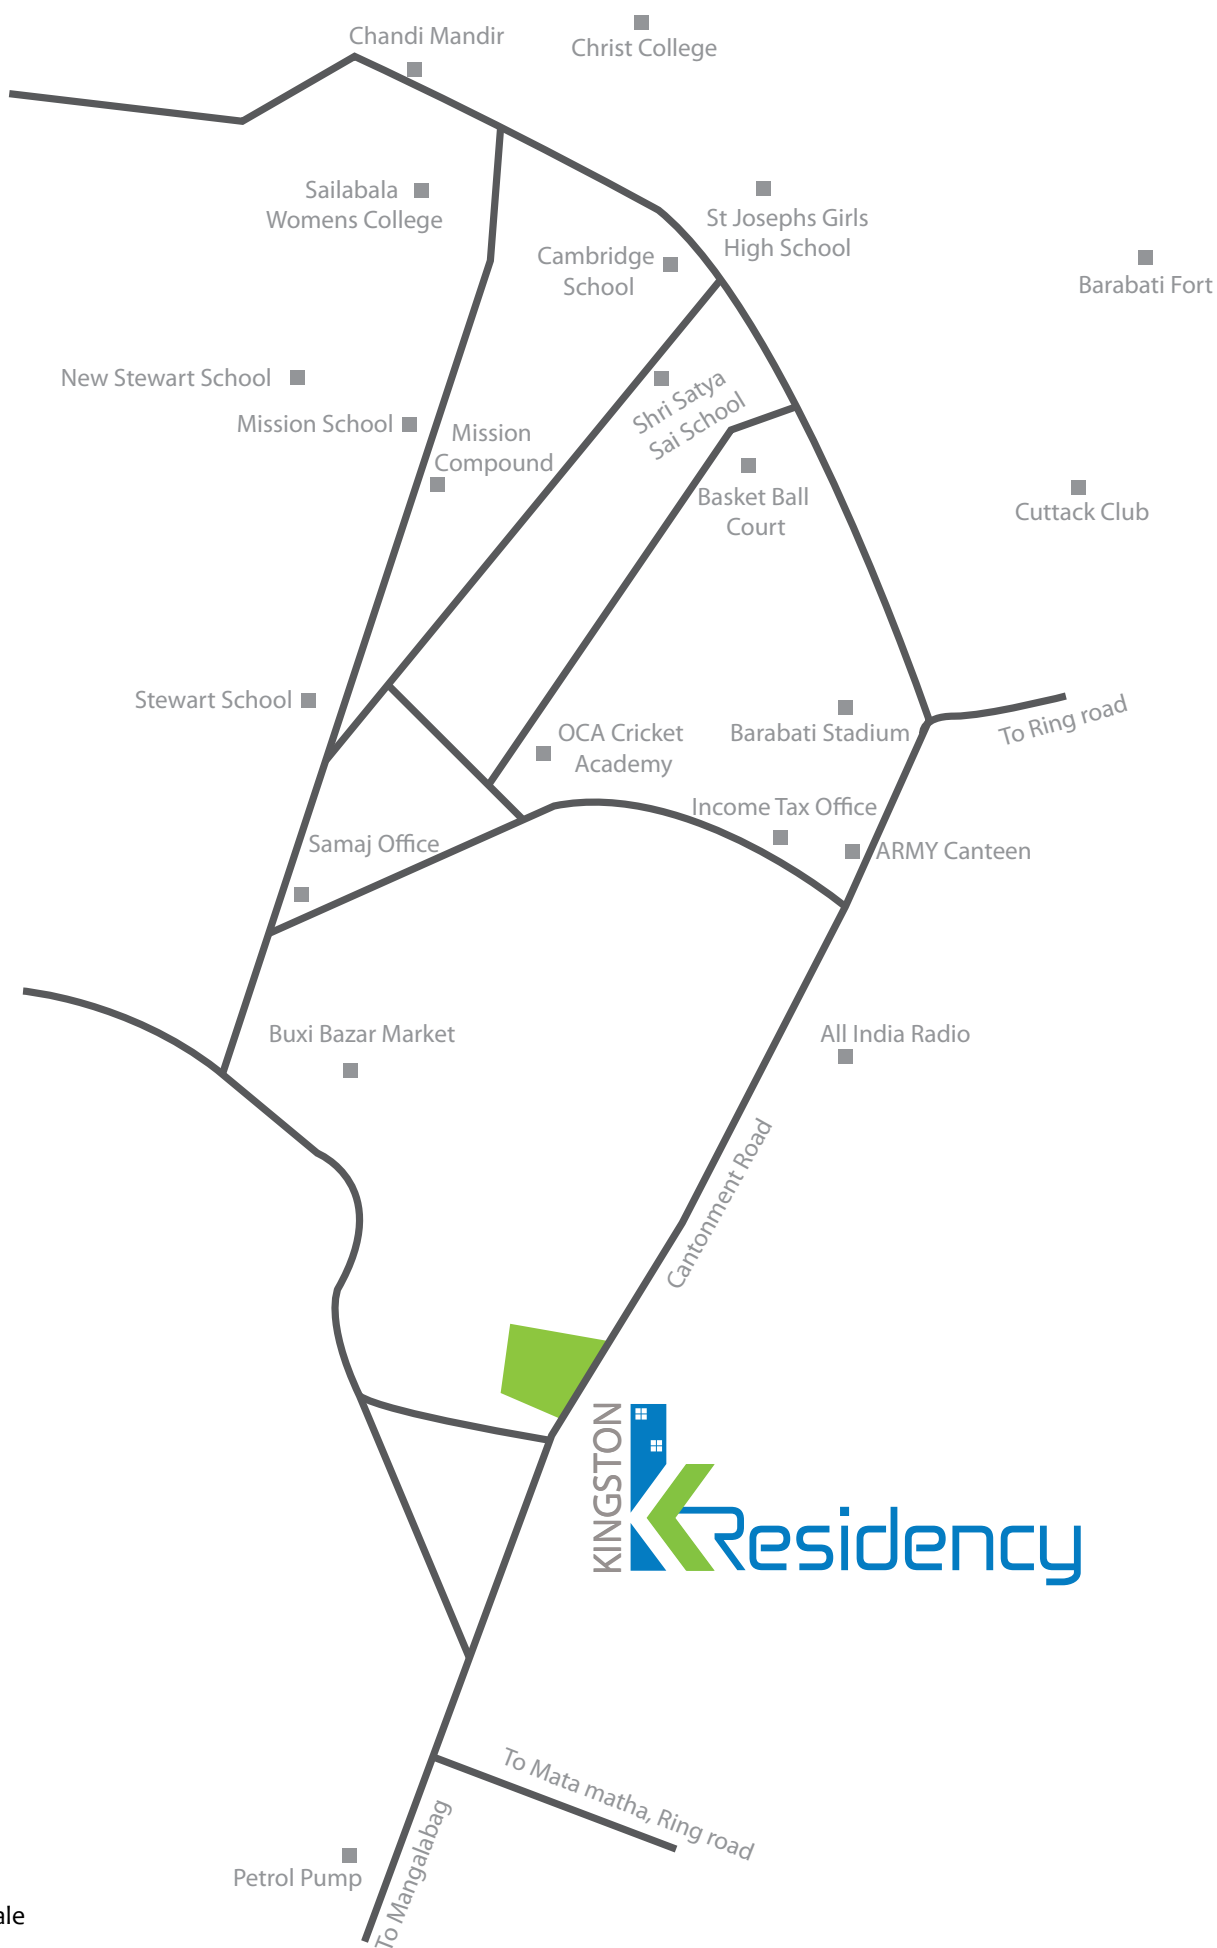 Chandi Mandir
Christ College
Sailabala
Womens College
St Josephs Girls
High School
Cambridge
School
Barabati Fort
New Stewart School
Shri Satya
Sai School
Mission School
Mission
Compound
Basket Ball
Court
Cuttack Club
Stewart School
To Ring road
OCA Cricket
Academy
Barabati Stadium
Income Tax Office
Samaj Office
ARMY Canteen
Buxi Bazar Market
All India Radio
Cantonment Road
KINGSTON
Residency
To Mata matha, Ring road
To Mangalabag
Petrol Pump